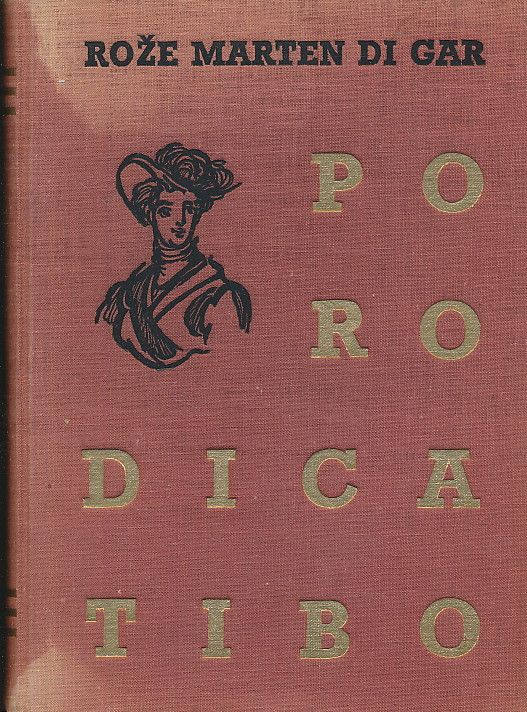 ROŽE MARTEN DI GAR
PO
RO
DICA
TIBO